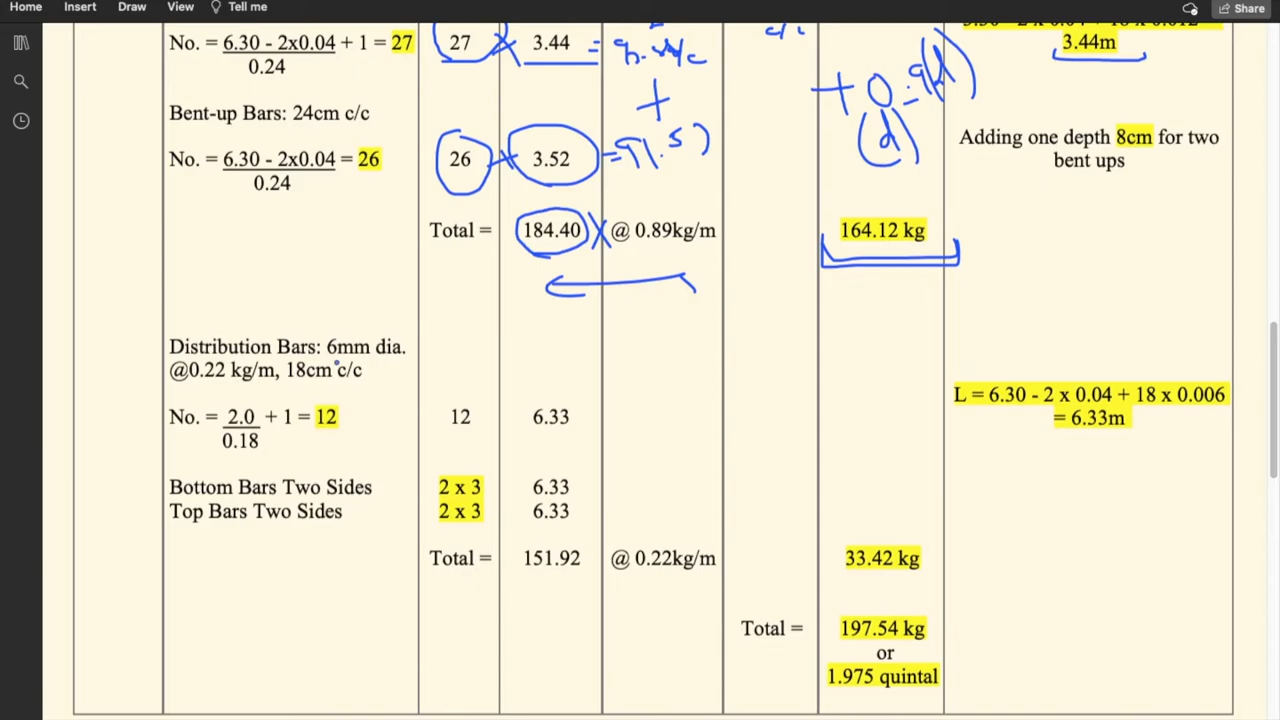 Home Insert Draw View Tell me Share
No. = 6.30 - 2x0.04 + 1 = 27
0.24
27 3.44 =
3.44m
Bent-up Bars: 24cm c/c
+
(d)
Adding one depth 8cm for two
bent ups
No. = 6.30 - 2x0.04 = 26
0.24
26 x 3.52
Total = 184.40 x @ 0.89kg/m 164.12 kg
Distribution Bars: 6mm dia.
@0.22 kg/m, 18cm c/c
L = 6.30 - 2 x 0.04 + 18 x 0.006
= 6.33m
No. = 2.0 + 1 = 12
0.18
12 6.33
Bottom Bars Two Sides 2 x 3 6.33
Top Bars Two Sides 2 x 3 6.33
Total = 151.92 @ 0.22kg/m 33.42 kg
Total = 197.54 kg
or
1.975 quintal